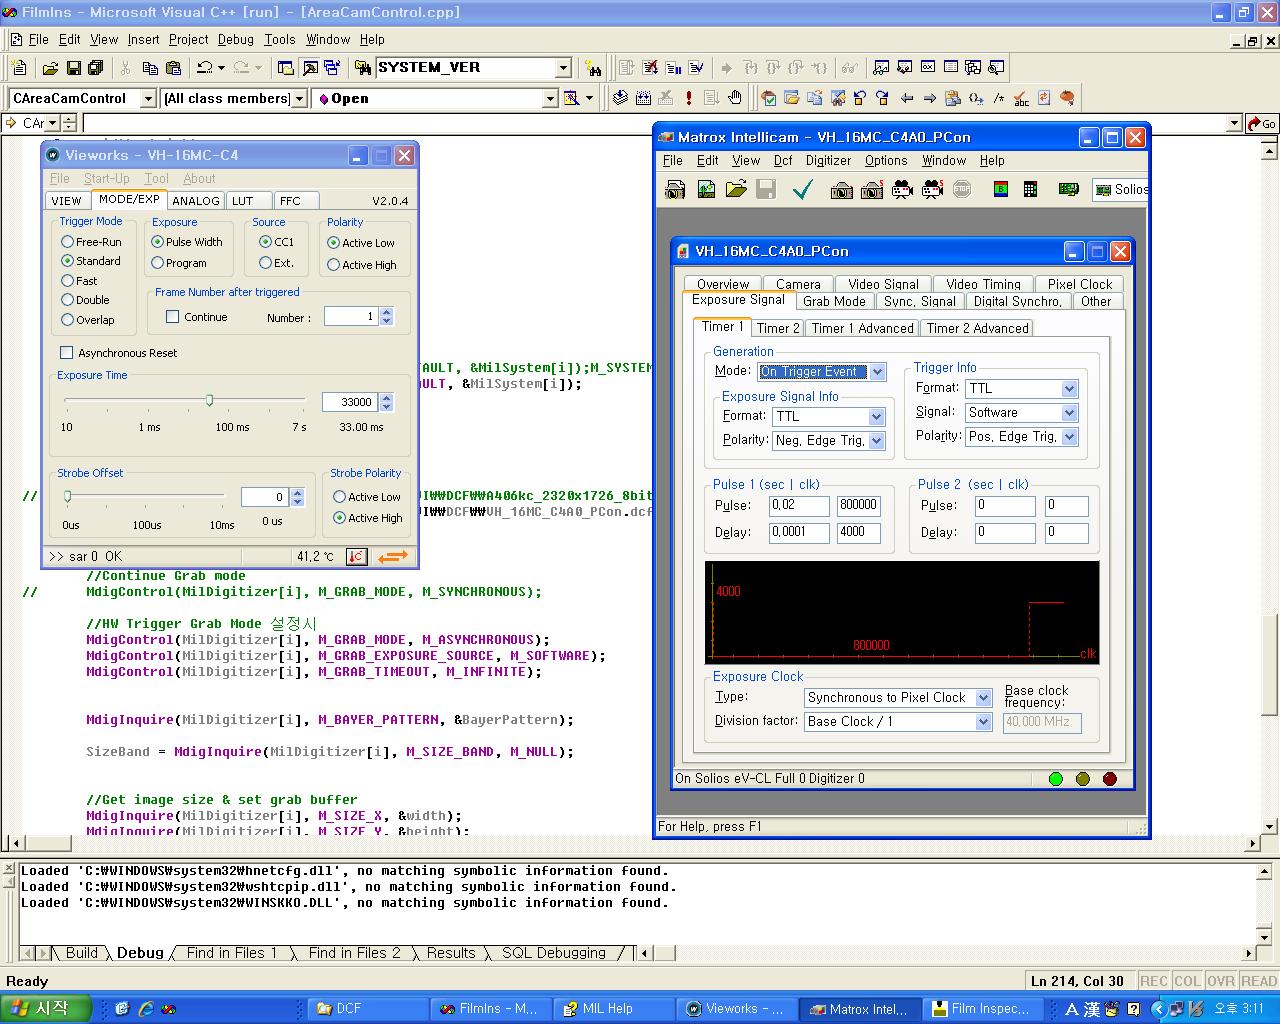 FilmIns - Microsoft Visual C++ [run] - [AreaCamControl.cpp]
File Edit View Insert Project Debug Tools Window Help
SYSTEM_VER
CAreaCamControl [All class members] Open
CAr Go
Vieworks - VH-16MC-C4
File Start-Up Tool About
VIEW MODE/EXP ANALOG LUT FFC V2.0.4
Trigger Mode Exposure Source Polarity
Free-Run Pulse Width CC1 Active Low
Standard Program Ext. Active High
Fast Frame Number after triggered
Double
Continue Number : 1
Overlap
Asynchronous Reset
Exposure Time
33000
10 1 ms 100 ms 7 s 33.00 ms
Strobe Offset Strobe Polarity
0 Active Low
0us 100us 10ms 0 us Active High
>> sar 0 OK 41,2 ℃
AULT, &MilSystem[i]);M_SYSTEM
AULT, &MilSystem[i]);
// ₩I₩₩DCF₩₩A406kc_2320x1726_8bit
₩I₩₩DCF₩₩VH_16MC_C4A0_PCon.dcf
//Continue Grab mode
// MdigControl(MilDigitizer[i], M_GRAB_MODE, M_SYNCHRONOUS);
//HW Trigger Grab Mode 설정시
MdigControl(MilDigitizer[i], M_GRAB_MODE, M_ASYNCHRONOUS);
MdigControl(MilDigitizer[i], M_GRAB_EXPOSURE_SOURCE, M_SOFTWARE);
MdigControl(MilDigitizer[i], M_GRAB_TIMEOUT, M_INFINITE);
MdigInquire(MilDigitizer[i], M_BAYER_PATTERN, &BayerPattern);
SizeBand = MdigInquire(MilDigitizer[i], M_SIZE_BAND, M_NULL);
//Get image size & set grab buffer
MdigInquire(MilDigitizer[i], M_SIZE_X, &width);
MdigInquire(MilDigitizer[i], M_SIZE_Y, &height);
Matrox Intellicam - VH_16MC_C4A0_PCon
File Edit View Dcf Digitizer Options Window Help
STOP Solios
VH_16MC_C4A0_PCon
Overview Camera Video Signal Video Timing Pixel Clock
Exposure Signal Grab Mode Sync, Signal Digital Synchro, Other
Timer 1 Timer 2 Timer 1 Advanced Timer 2 Advanced
Generation Trigger Info
Mode: On Trigger Event Format: TTL
Exposure Signal Info Signal: Software
Format: TTL Polarity: Pos, Edge Trig,
Polarity: Neg, Edge Trig,
Pulse 1 (sec | clk) Pulse 2 (sec | clk)
Pulse: 0,02 800000 Pulse: 0 0
Delay: 0,0001 4000 Delay: 0 0
4000
800000
clk
Exposure Clock
Type: Synchronous to Pixel Clock Base clock frequency:
Division factor: Base Clock / 1 40,000 MHz
On Solios eV-CL Full 0 Digitizer 0
For Help, press F1
Loaded 'C:₩WINDOWS₩system32₩hnetcfg.dll', no matching symbolic information found.
Loaded 'C:₩WINDOWS₩system32₩wshtcpip.dll', no matching symbolic information found.
Loaded 'C:₩WINDOWS₩system32₩WINSKKO.DLL', no matching symbolic information found.
Build Debug Find in Files 1 Find in Files 2 Results SQL Debugging
Ready Ln 214, Col 30 REC COL OVR READ
시작 DCF FilmIns - M... MIL Help Vieworks - ... Matrox Intel... Film Inspec... A 漢 오후 3:11